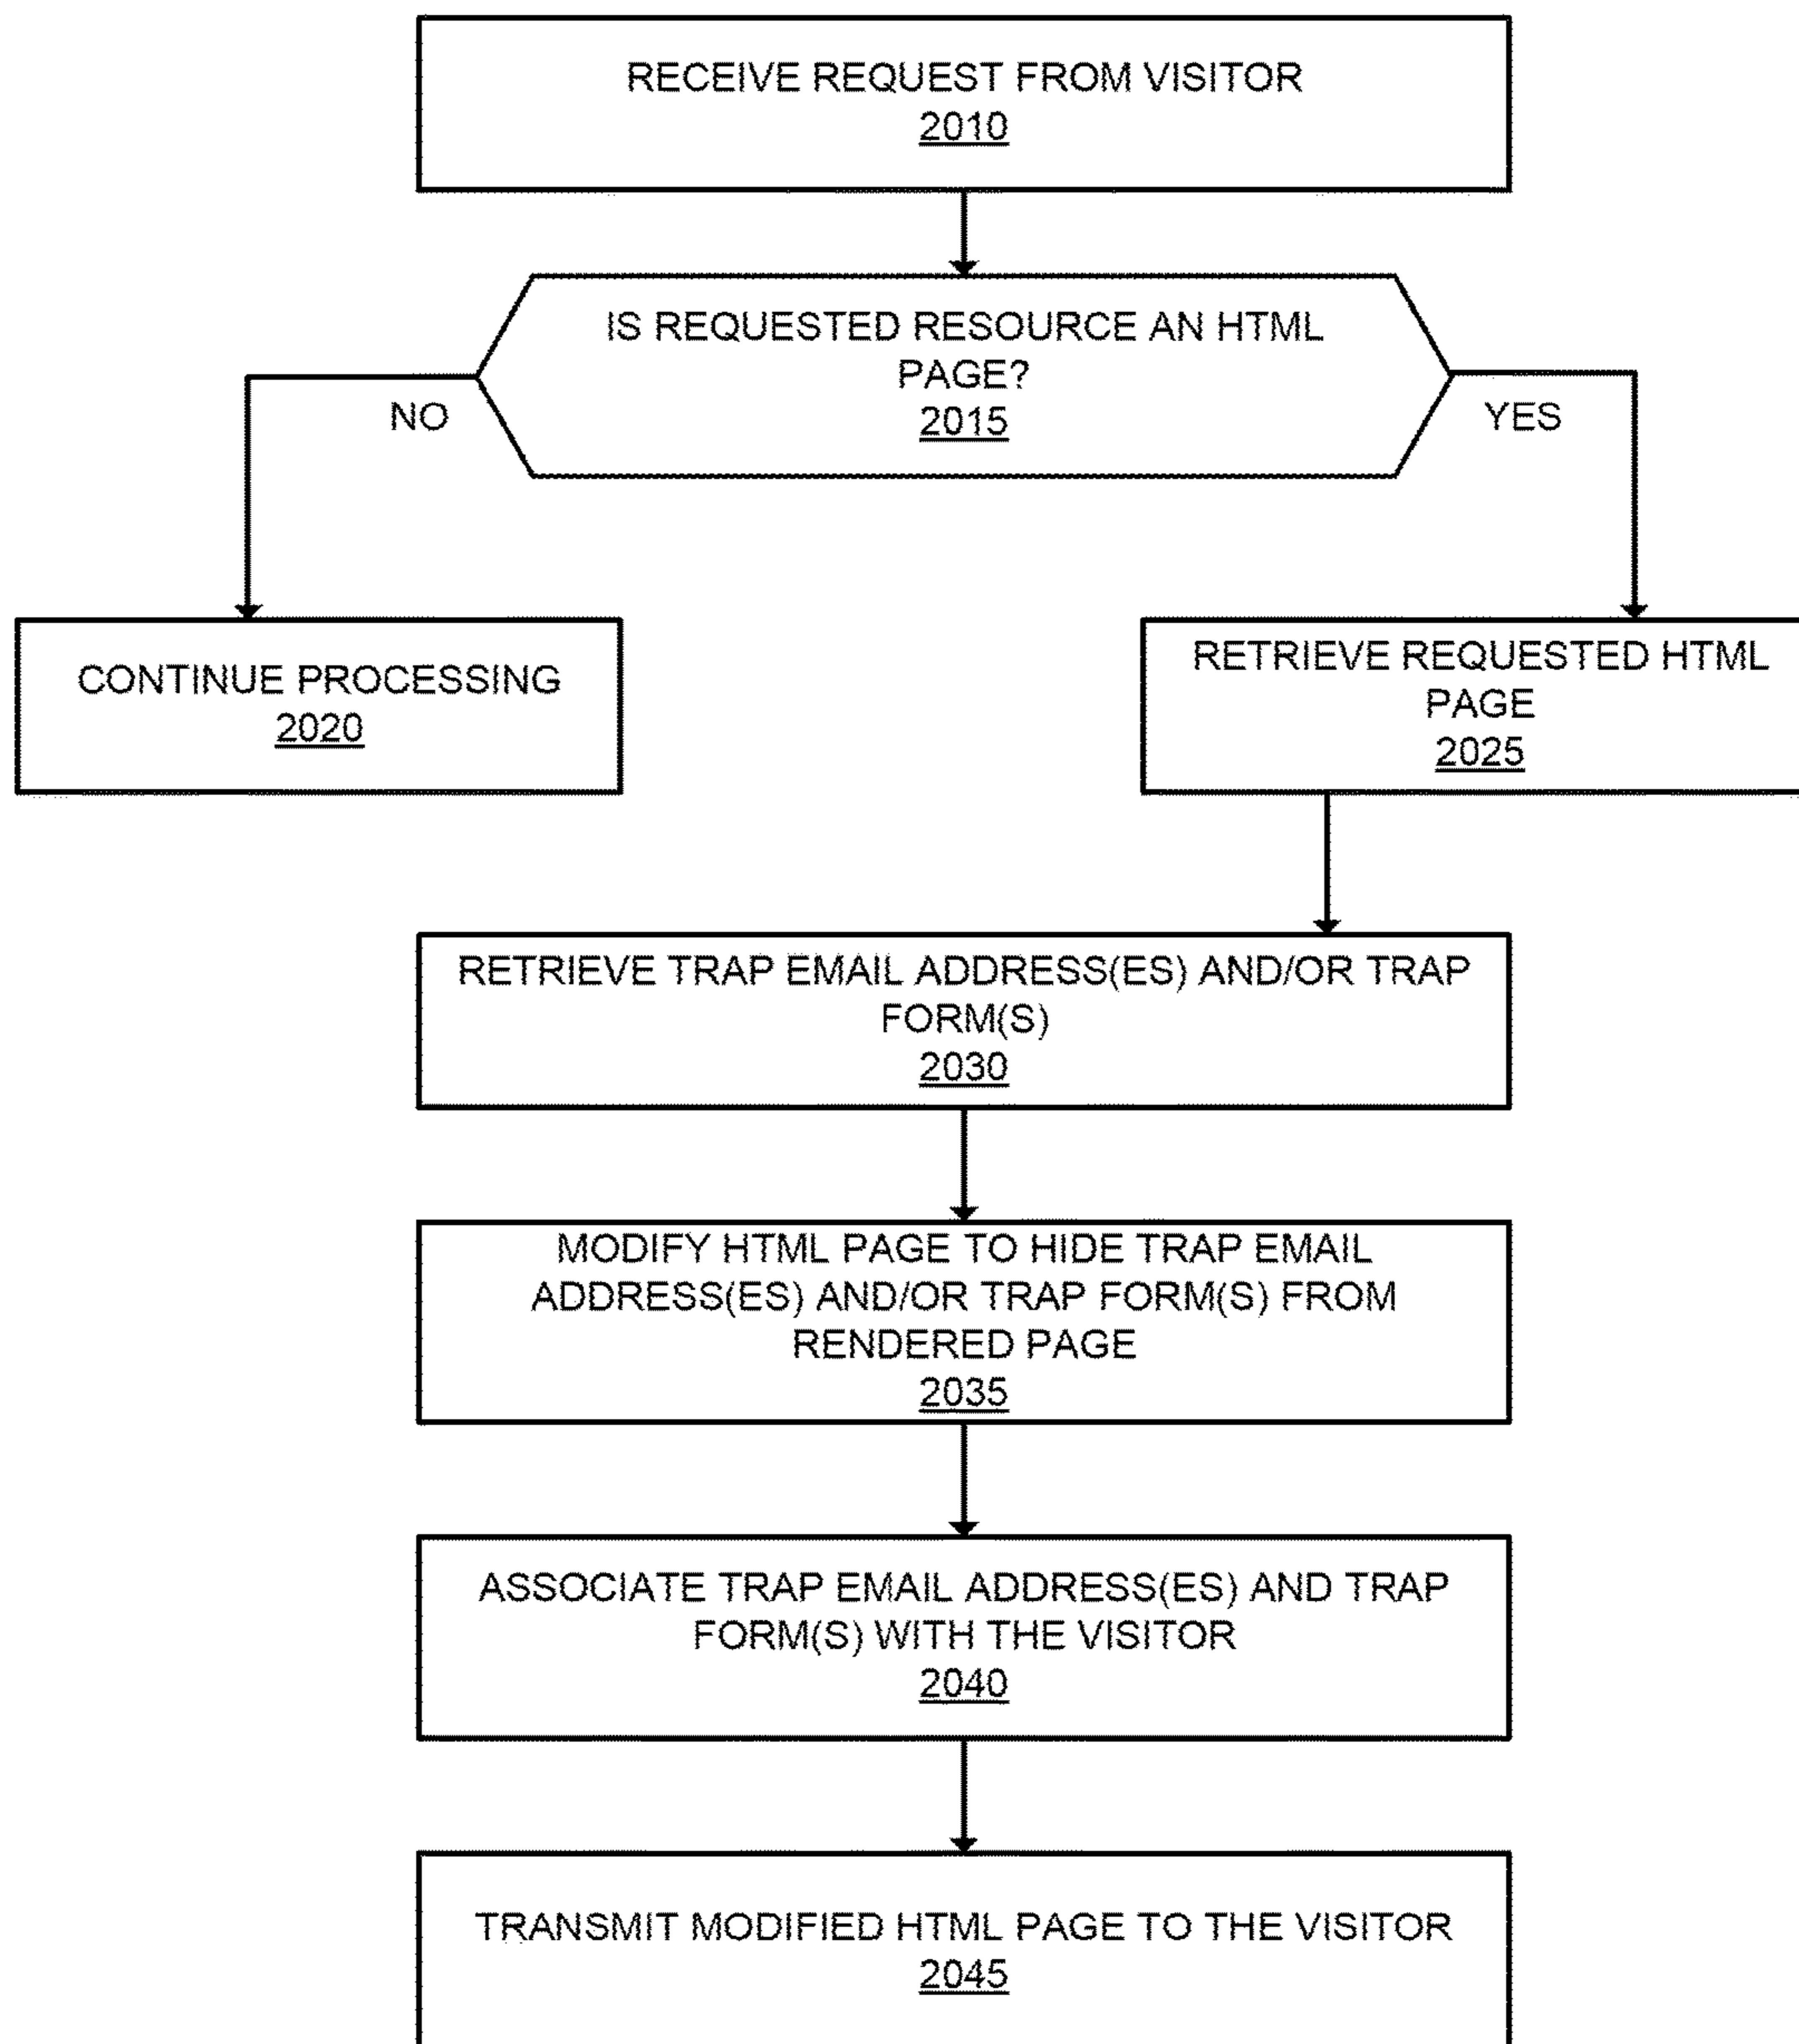 RECEIVE REQUEST FROM VISITOR
2010
IS REQUESTED RESOURCE AN HTML
PAGE?
2015
NO
YES
CONTINUE PROCESSING
2020
RETRIEVE REQUESTED HTML
PAGE
2025
RETRIEVE TRAP EMAIL ADDRESS(ES) AND/OR TRAP
FORM(S)
2030
MODIFY HTML PAGE TO HIDE TRAP EMAIL
ADDRESS(ES) AND/OR TRAP FORM(S) FROM
RENDERED PAGE
2035
ASSOCIATE TRAP EMAIL ADDRESS(ES) AND TRAP
FORM(S) WITH THE VISITOR
2040
TRANSMIT MODIFIED HTML PAGE TO THE VISITOR
2045